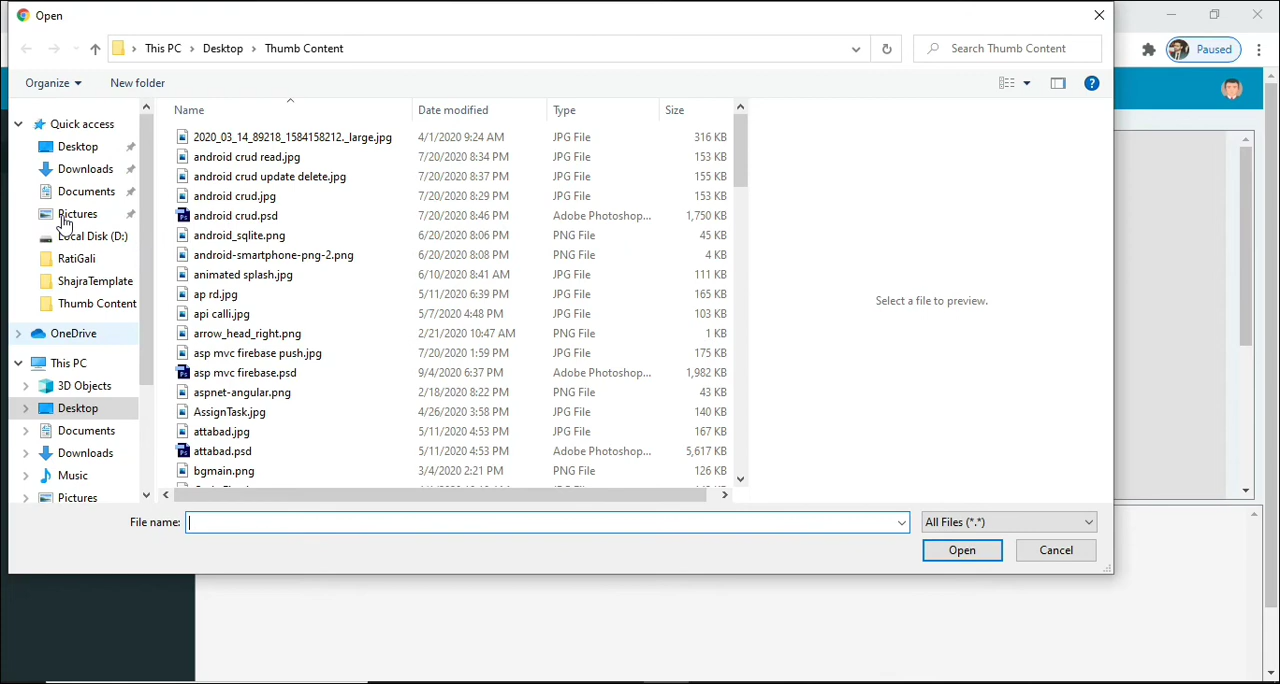 Open
This PC > Desktop > Thumb Content
Search Thumb Content
Paused
Organize
New folder
Name
Date modified
Type
Size
Quick access
Desktop
Downloads
Documents
Pictures
Local Disk (D:)
RatiGali
ShajraTemplate
Thumb Content
OneDrive
This PC
3D Objects
Desktop
Documents
Downloads
Music
Pictures
2020_03_14_89218_1584158212._large.jpg 4/1/2020 9:24 AM JPG File 316 KB
android crud read.jpg 7/20/2020 8:34 PM JPG File 153 KB
android crud update delete.jpg 7/20/2020 8:37 PM JPG File 155 KB
android crud.jpg 7/20/2020 8:29 PM JPG File 153 KB
android crud.psd 7/20/2020 8:46 PM Adobe Photoshop... 1,750 KB
android_sqlite.png 6/20/2020 8:06 PM PNG File 45 KB
android-smartphone-png-2.png 6/20/2020 8:08 PM PNG File 4 KB
animated splash.jpg 6/10/2020 8:41 AM JPG File 111 KB
ap rd.jpg 5/11/2020 6:39 PM JPG File 165 KB
api calli.jpg 5/7/2020 4:48 PM JPG File 103 KB
arrow_head_right.png 2/21/2020 10:47 AM PNG File 1 KB
asp mvc firebase push.jpg 7/20/2020 1:59 PM JPG File 175 KB
asp mvc firebase.psd 9/4/2020 6:37 PM Adobe Photoshop... 1,982 KB
aspnet-angular.png 2/18/2020 8:22 PM PNG File 43 KB
AssignTask.jpg 4/26/2020 3:58 PM JPG File 140 KB
attabad.jpg 5/11/2020 4:53 PM JPG File 167 KB
attabad.psd 5/11/2020 4:53 PM Adobe Photoshop... 5,617 KB
bgmain.png 3/4/2020 2:21 PM PNG File 126 KB
Select a file to preview.
File name:
All Files (*.*)
Open
Cancel